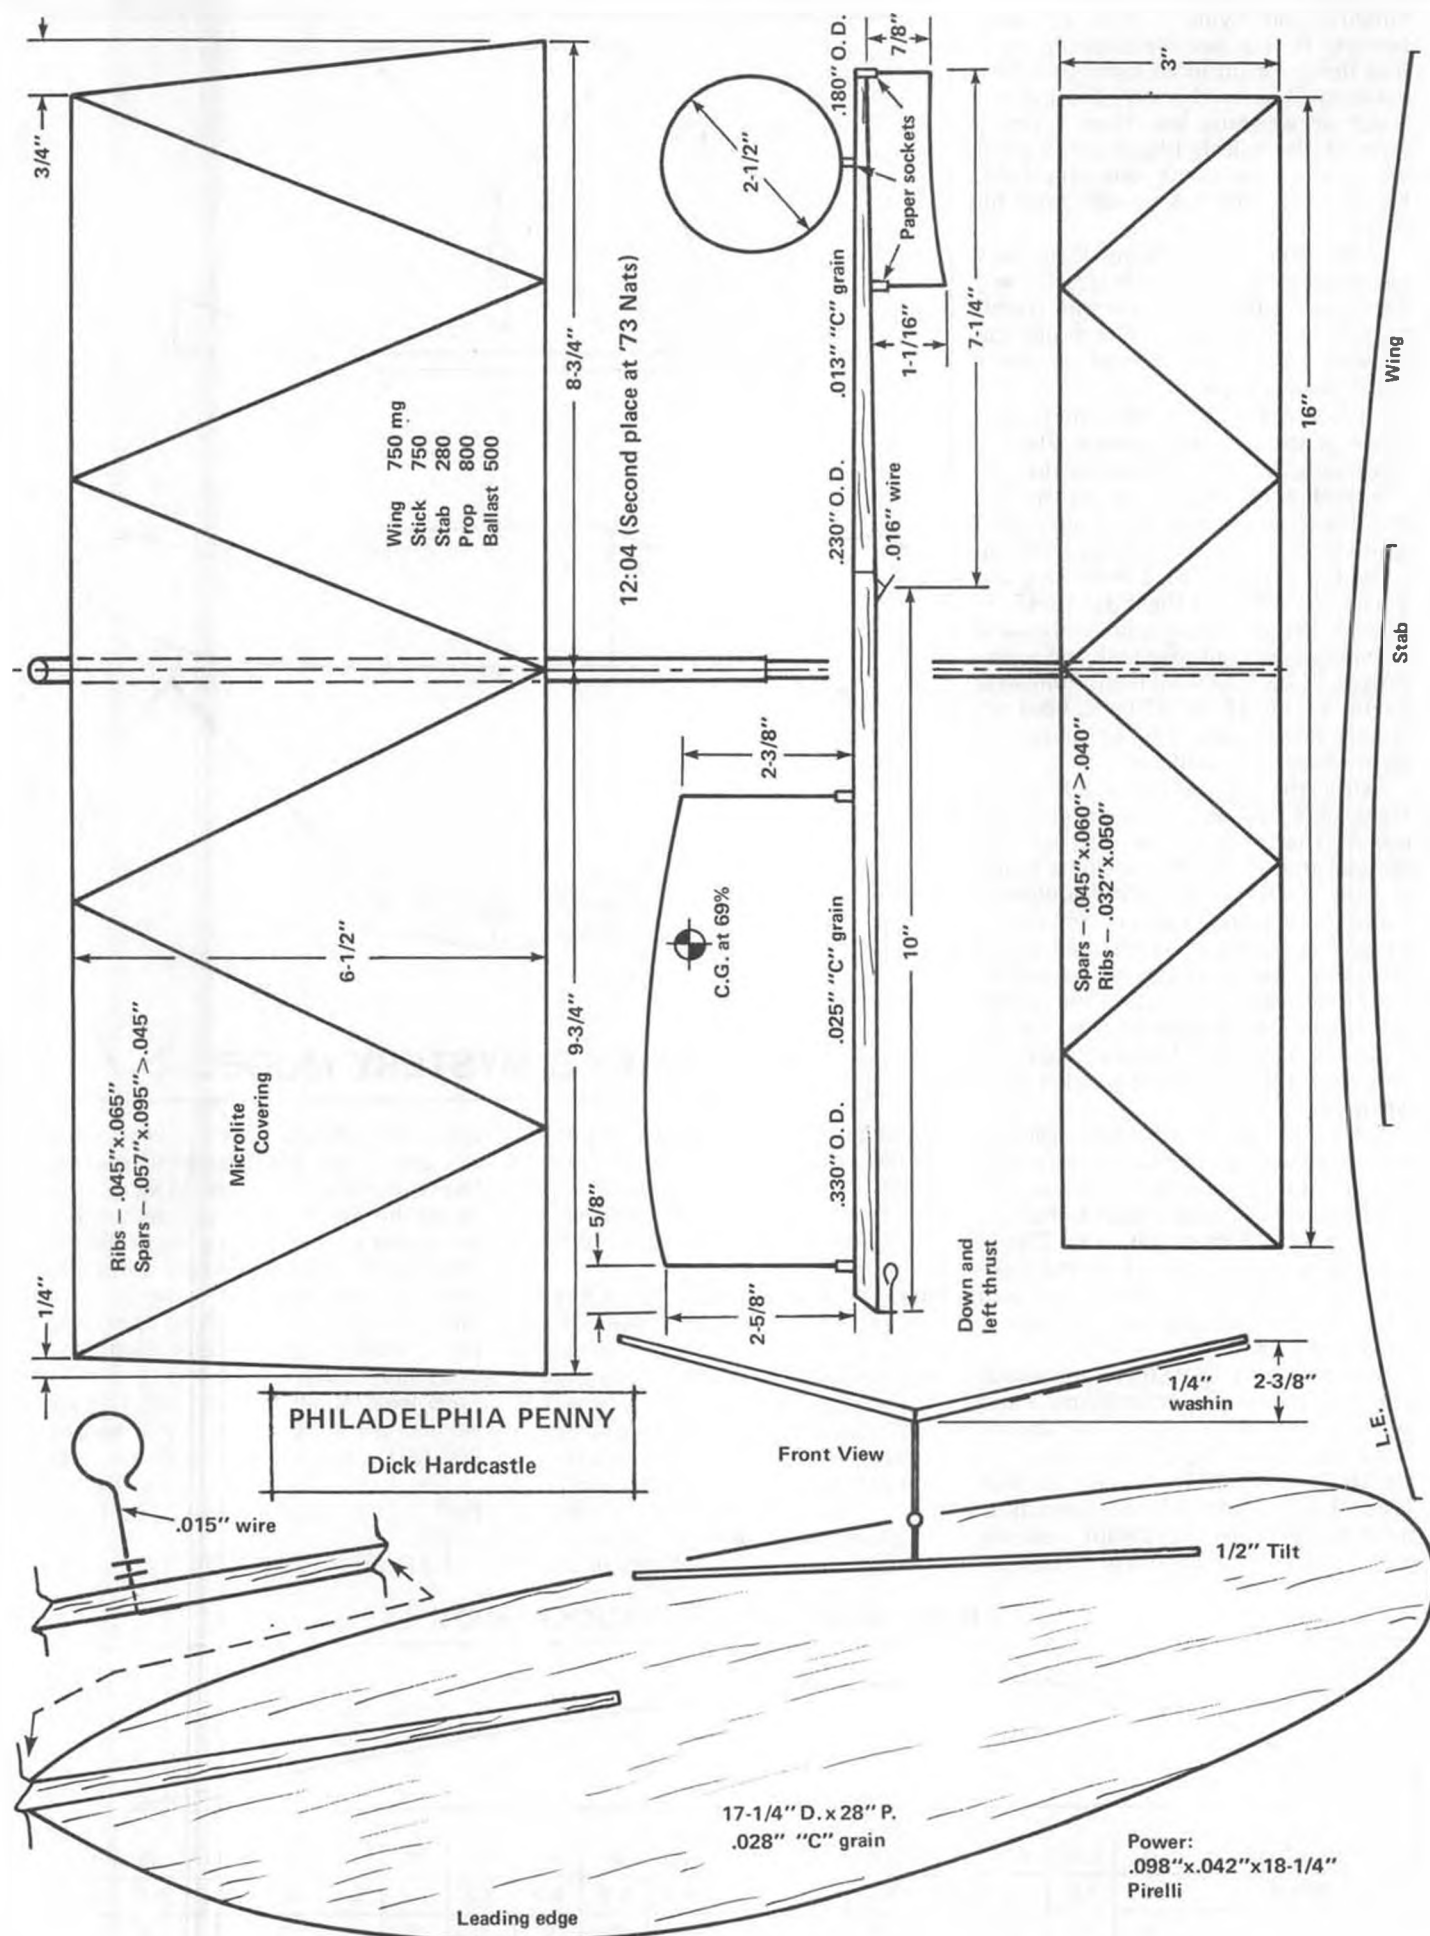 3/4"
8-3/4"
Wing 750 mg
Stick 750
Stab 280
Prop 800
Ballast 500
12:04 (Second place at '73 Nats)
6-1/2"
9-3/4"
Ribs – .045"x.065"
Spars – .057"x.095" > .045"
Microlite
Covering
1/4"
2-1/2"
.180" O. D.
7/8"
Paper sockets
.013" "C" grain
1-1/16"
7-1/4"
.230" O. D.
.016" wire
2-3/8"
C.G. at 69%
.025" "C" grain
10"
.330" O. D.
5/8"
2-5/8"
Down and
left thrust
3"
16"
Spars – .045"x.060" > .040"
Ribs – .032"x.050"
Wing
Stab
L.E.
PHILADELPHIA PENNY
Dick Hardcastle
Front View
1/4"
washin
2-3/8"
1/2" Tilt
.015" wire
17-1/4" D. x 28" P.
.028" "C" grain
Leading edge
Power:
.098"x.042"x18-1/4"
Pirelli